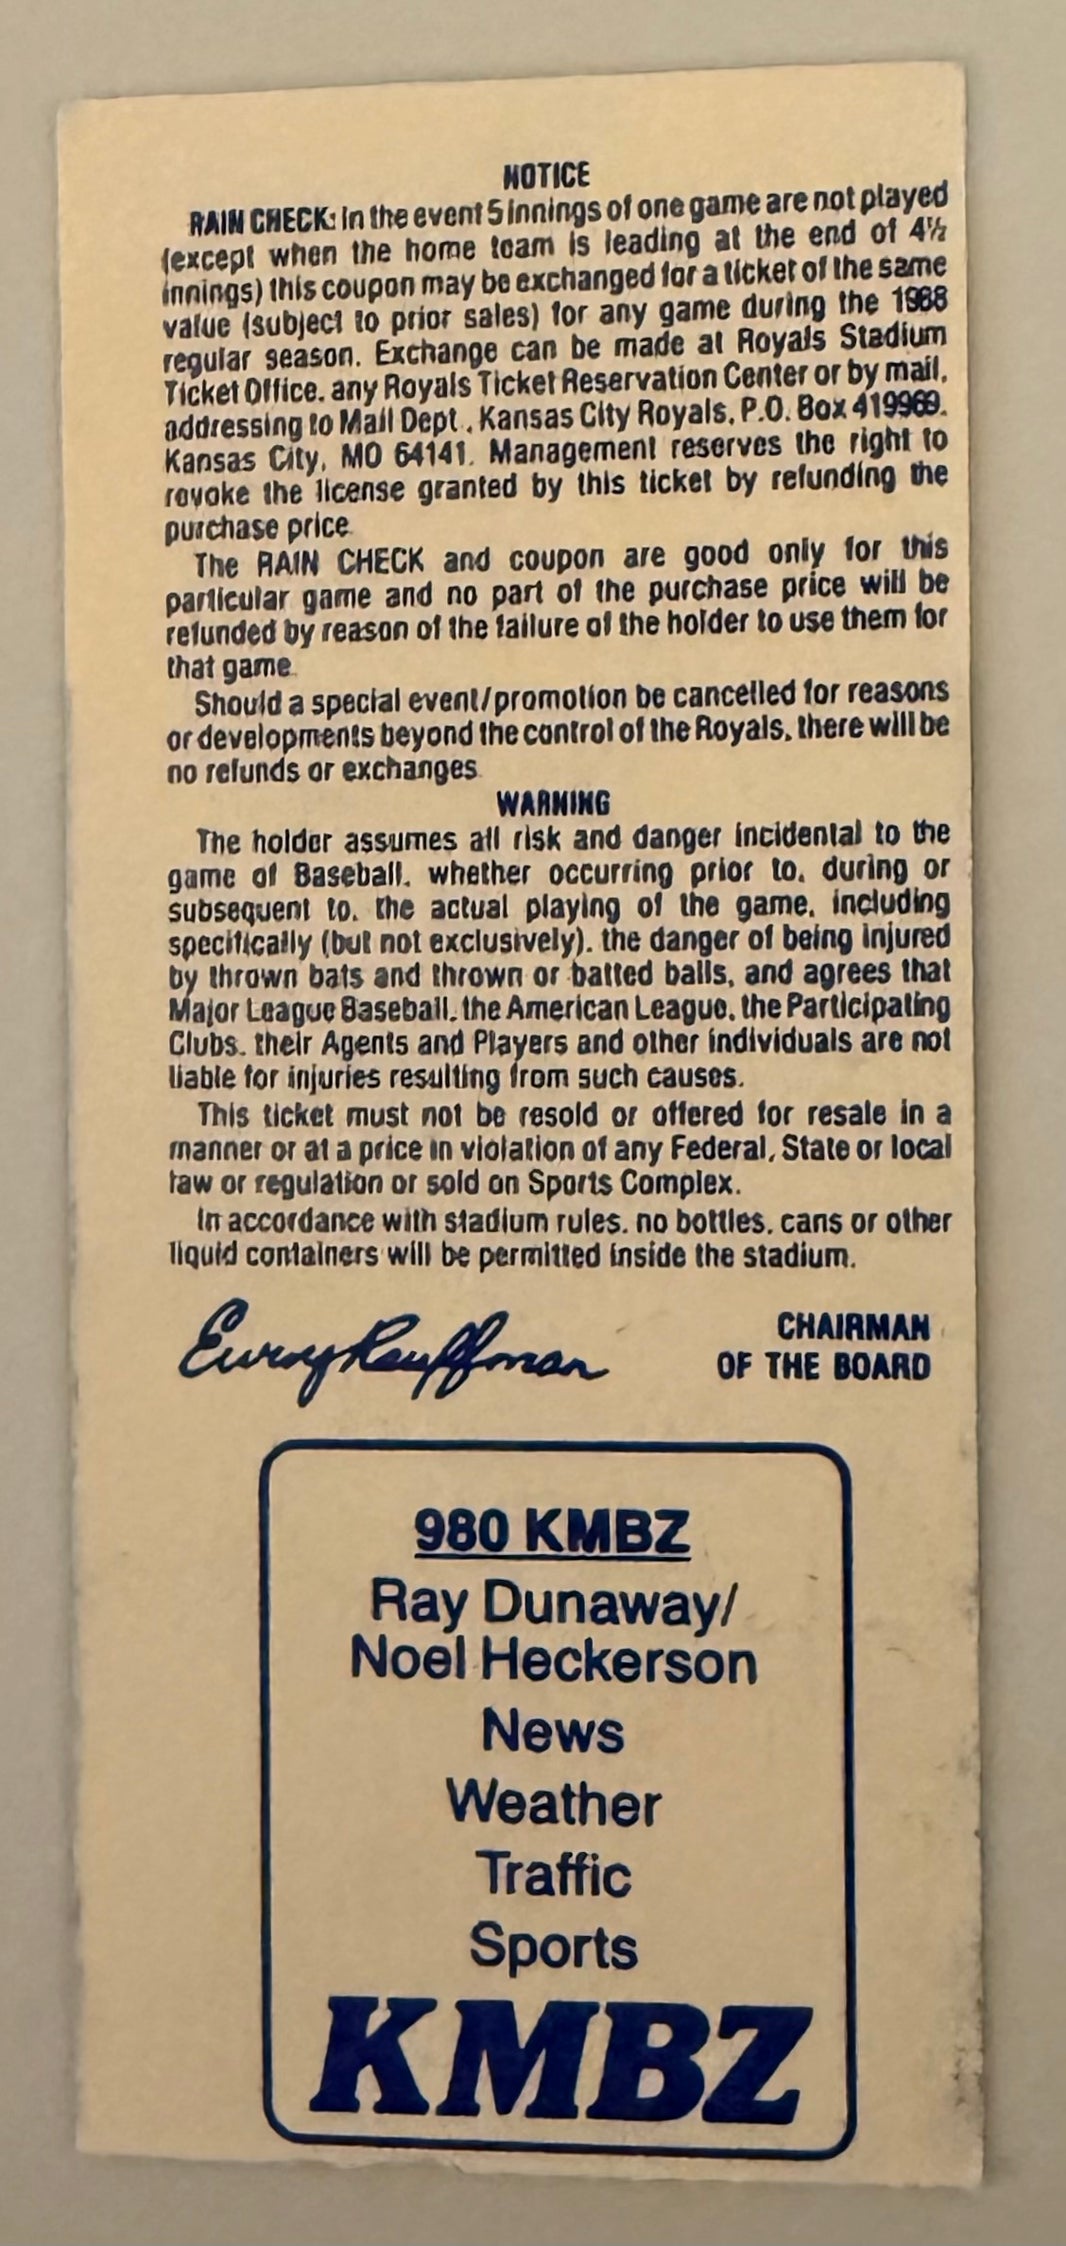 NOTICE
RAIN CHECK: In the event 5 innings of one game are not played
(except when the home team is leading at the end of 4½
innings) this coupon may be exchanged for a ticket of the same
value (subject to prior sales) for any game during the 1988
regular season. Exchange can be made at Royals Stadium
Ticket Office, any Royals Ticket Reservation Center or by mail,
addressing to Mail Dept., Kansas City Royals, P.O. Box 419969,
Kansas City, MO 64141. Management reserves the right to
revoke the license granted by this ticket by refunding the
purchase price.
The RAIN CHECK and coupon are good only for this
particular game and no part of the purchase price will be
refunded by reason of the failure of the holder to use them for
that game.
Should a special event/promotion be cancelled for reasons
or developments beyond the control of the Royals, there will be
no refunds or exchanges.
WARNING
The holder assumes all risk and danger incidental to the
game of Baseball, whether occurring prior to, during or
subsequent to, the actual playing of the game, including
specifically (but not exclusively), the danger of being injured
by thrown bats and thrown or batted balls, and agrees that
Major League Baseball, the American League, the Participating
Clubs, their Agents and Players and other individuals are not
liable for injuries resulting from such causes.
This ticket must not be resold or offered for resale in a
manner or at a price in violation of any Federal, State or local
law or regulation or sold on Sports Complex.
In accordance with stadium rules, no bottles, cans or other
liquid containers will be permitted inside the stadium.
Ewing Kauffman
CHAIRMAN
OF THE BOARD
980 KMBZ
Ray Dunaway/
Noel Heckerson
News
Weather
Traffic
Sports
KMBZ